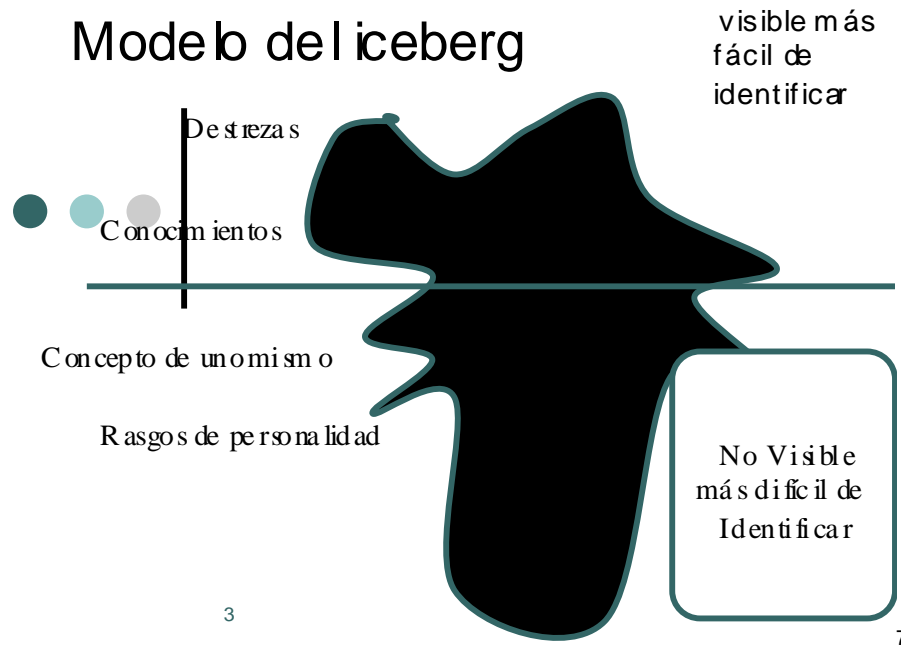 Modelo del iceberg
visible más
fácil de
identificar
Destrezas
Conocimientos
Concepto de uno mismo
Rasgos de personalidad
No Visible
más difícil de
Identificar
3
7